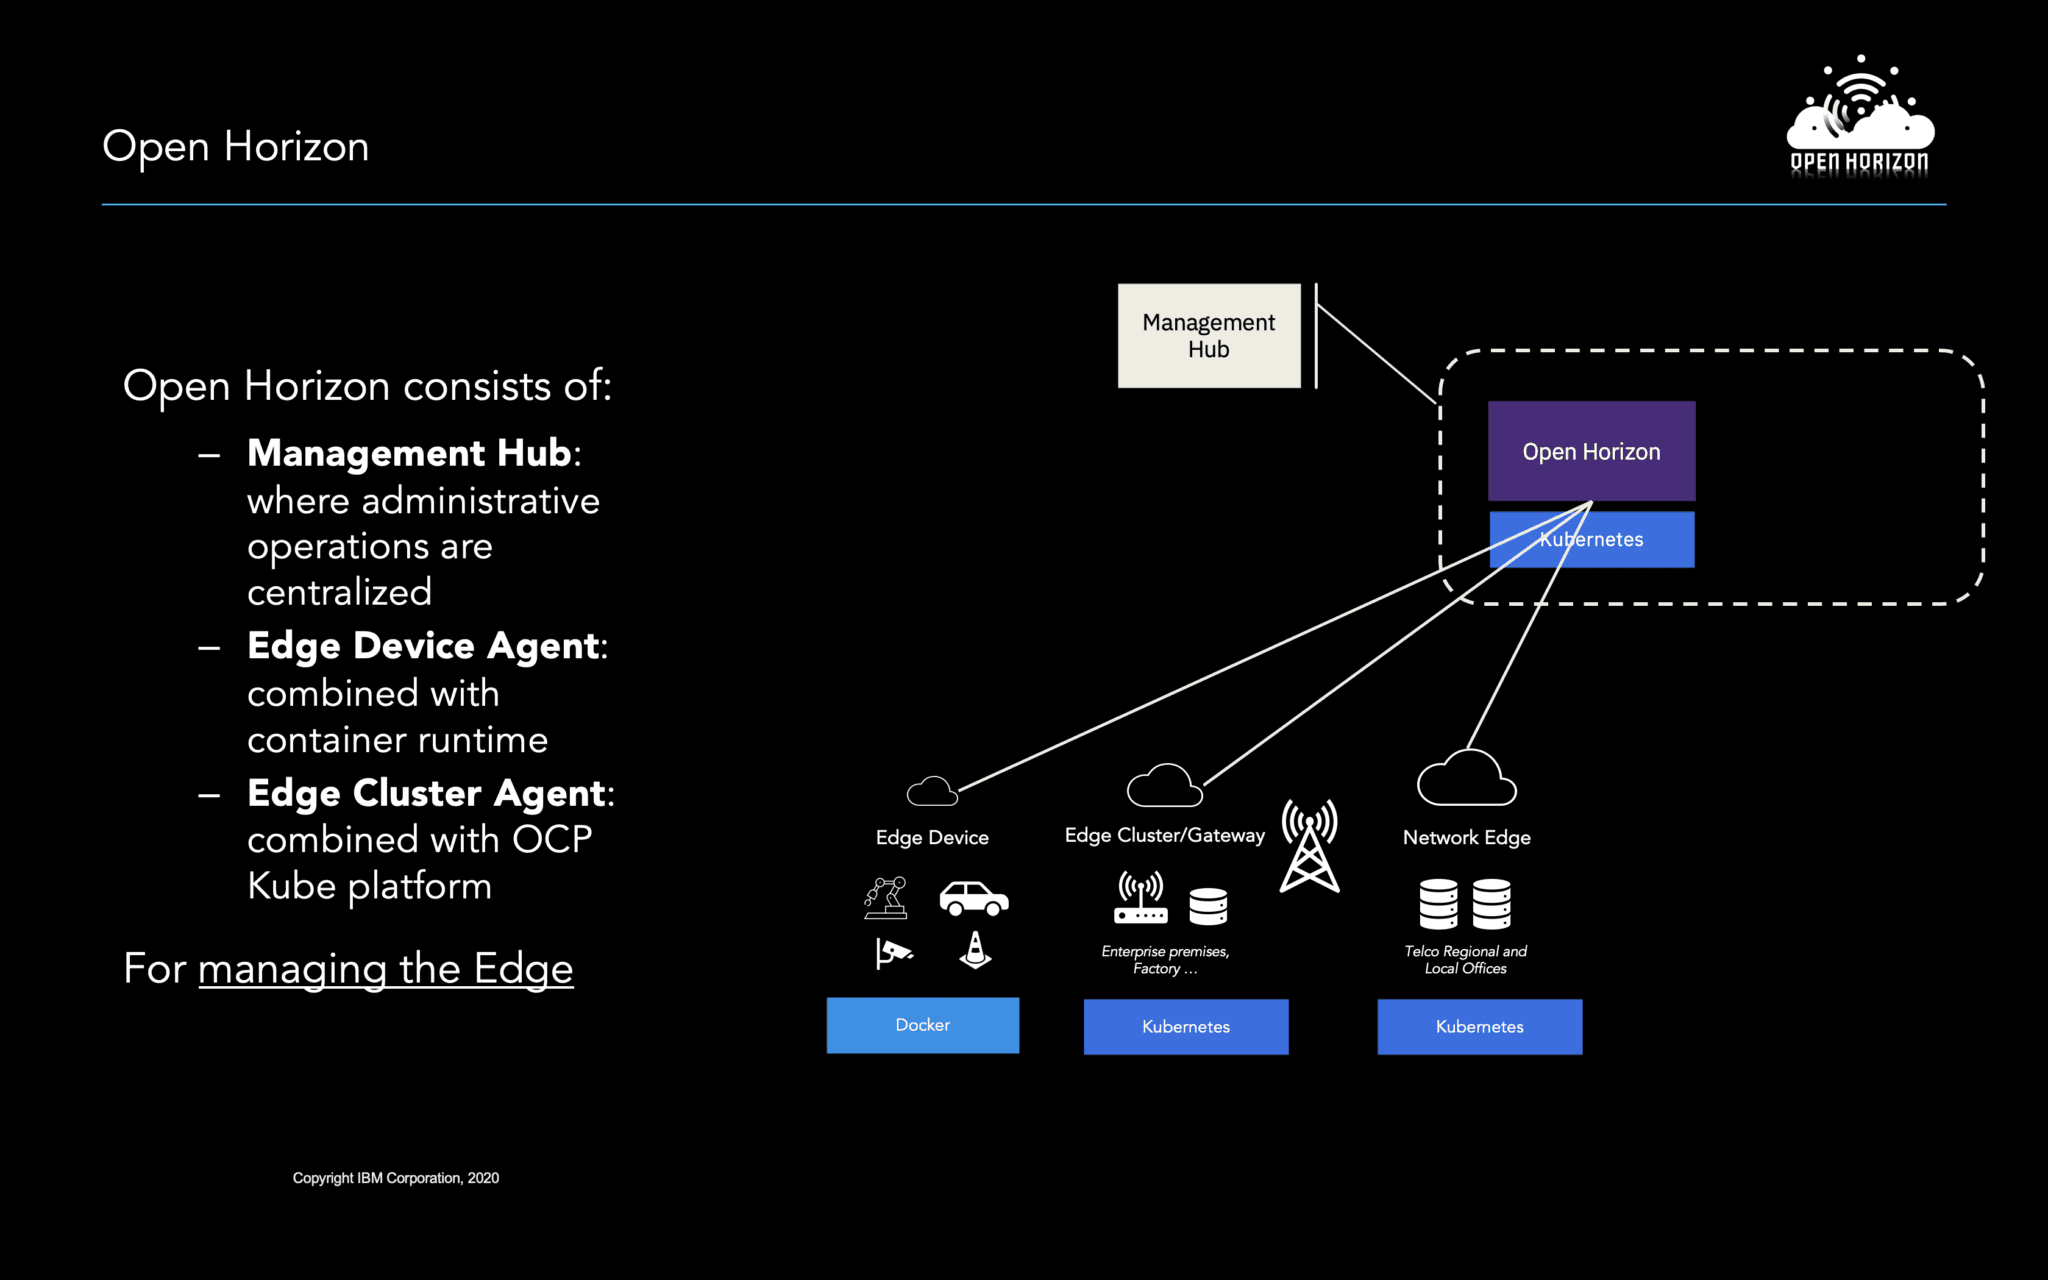 Open Horizon
OPEN HORIZON
Open Horizon consists of:
– Management Hub:
where administrative
operations are
centralized
– Edge Device Agent:
combined with
container runtime
– Edge Cluster Agent:
combined with OCP
Kube platform
For managing the Edge
Management
Hub
Open Horizon
Kubernetes
Edge Device
Edge Cluster/Gateway
Network Edge
Enterprise premises,
Factory ...
Telco Regional and
Local Offices
Docker
Kubernetes
Kubernetes
Copyright IBM Corporation, 2020